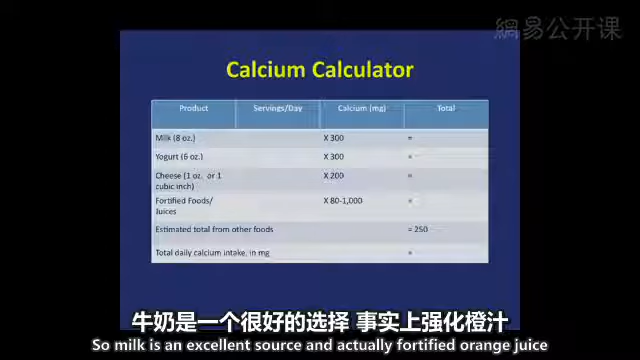 網易公开课
Calcium Calculator
Product Servings/Day Calcium (mg) Total
Milk (8 oz.) X 300 =
Yogurt (6 oz.) X 300 =
Cheese (1 oz. or 1 X 200 =
cubic inch)
Fortified Foods/ X 80-1,000 =
Juices
Estimated total from other foods = 250
Total daily calcium intake, in mg =
牛奶是一个很好的选择 事实上强化橙汁
So milk is an excellent source and actually fortified orange juice